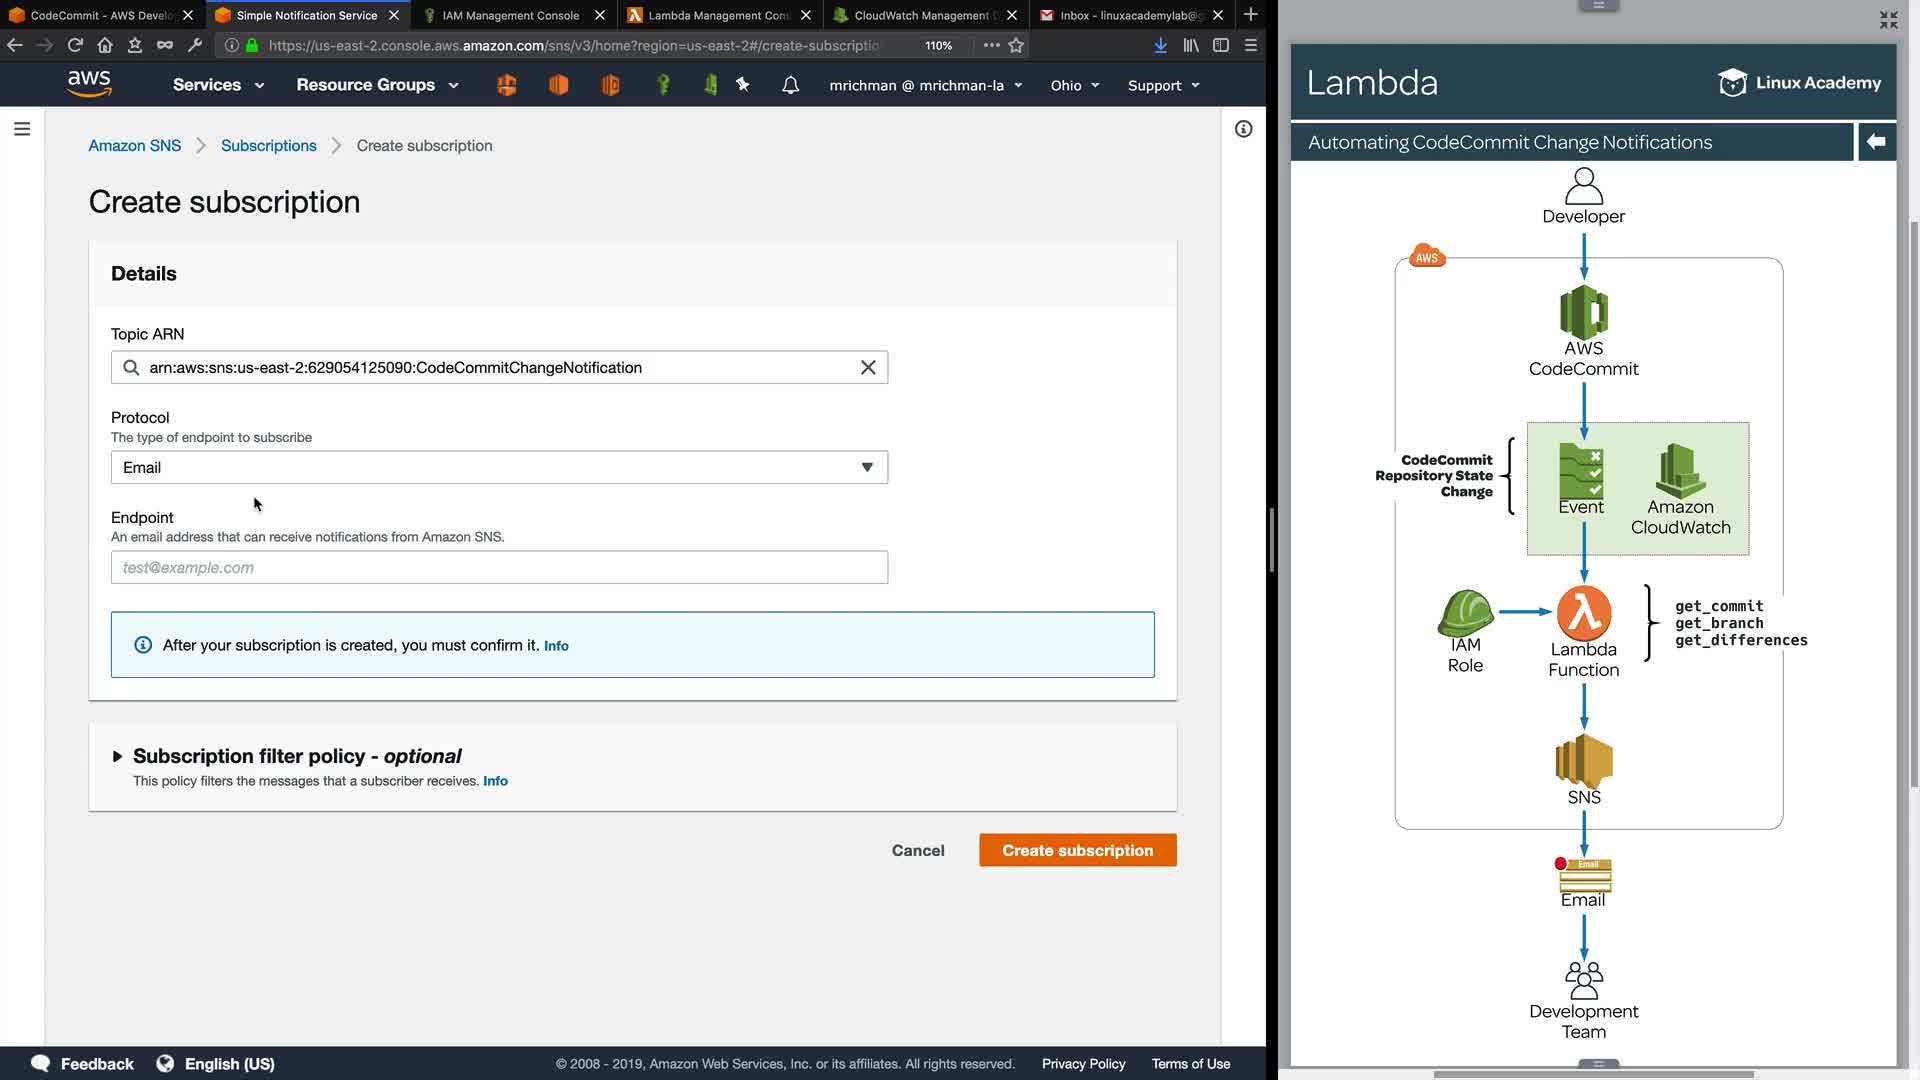 CodeCommit - AWS Develo
Simple Notification Service
IAM Management Console
Lambda Management Con
CloudWatch Management C
Inbox - linuxacademylab@g
https://us-east-2.console.aws.amazon.com/sns/v3/home?region=us-east-2#/create-subscriptio
110%
aws
Services
Resource Groups
mrichman @ mrichman-la
Ohio
Support
Amazon SNS
Subscriptions
Create subscription
Create subscription
Details
Topic ARN
arn:aws:sns:us-east-2:629054125090:CodeCommitChangeNotification
Protocol
The type of endpoint to subscribe
Email
Endpoint
An email address that can receive notifications from Amazon SNS.
test@example.com
After your subscription is created, you must confirm it. Info
Subscription filter policy - optional
This policy filters the messages that a subscriber receives. Info
Cancel
Create subscription
Feedback
English (US)
© 2008 - 2019, Amazon Web Services, Inc. or its affiliates. All rights reserved.
Privacy Policy
Terms of Use
Lambda
Linux Academy
Automating CodeCommit Change Notifications
Developer
AWS
AWS
CodeCommit
CodeCommit
Repository State
Change
Event
Amazon
CloudWatch
IAM
Role
Lambda
Function
get_commit
get_branch
get_differences
SNS
Email
Email
Development
Team